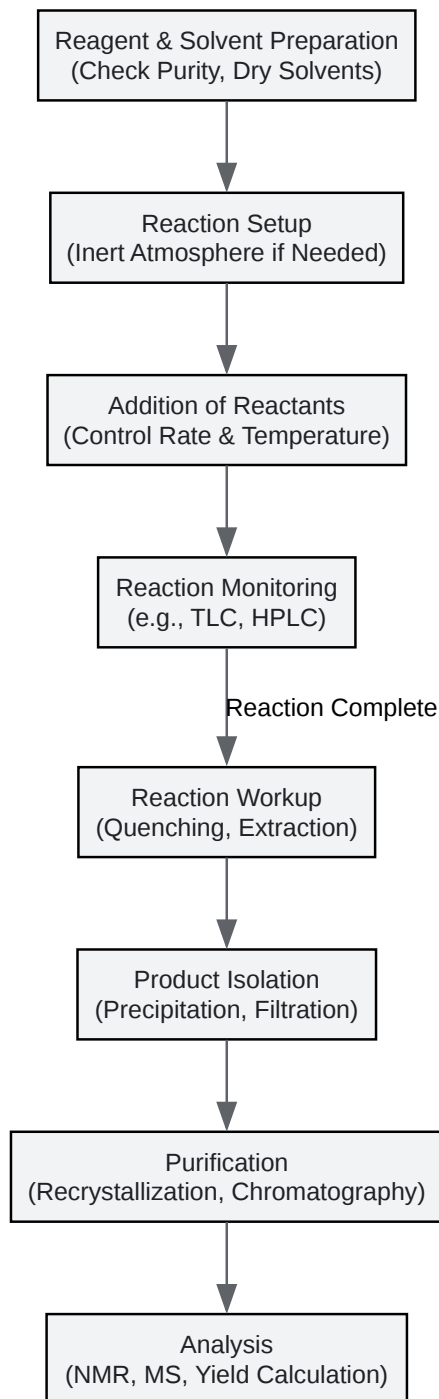 Reagent & Solvent Preparation
(Check Purity, Dry Solvents)
Reaction Setup
(Inert Atmosphere if Needed)
Addition of Reactants
(Control Rate & Temperature)
Reaction Monitoring
(e.g., TLC, HPLC)
Reaction Complete
Reaction Workup
(Quenching, Extraction)
Product Isolation
(Precipitation, Filtration)
Purification
(Recrystallization, Chromatography)
Analysis
(NMR, MS, Yield Calculation)